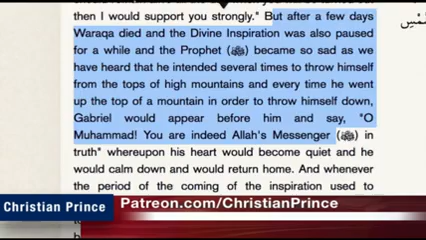 then I would support you strongly." But after a few days
Waraqa died and the Divine Inspiration was also paused
for a while and the Prophet (ﷺ) became so sad as we
have heard that he intended several times to throw himself
from the tops of high mountains and every time he went
up the top of a mountain in order to throw himself down,
Gabriel would appear before him and say, "O
Muhammad! You are indeed Allah's Messenger (ﷺ) in
truth" whereupon his heart would become quiet and he
would calm down and would return home. And whenever
the period of the coming of the inspiration used to
Christian Prince
Patreon.com/ChristianPrince